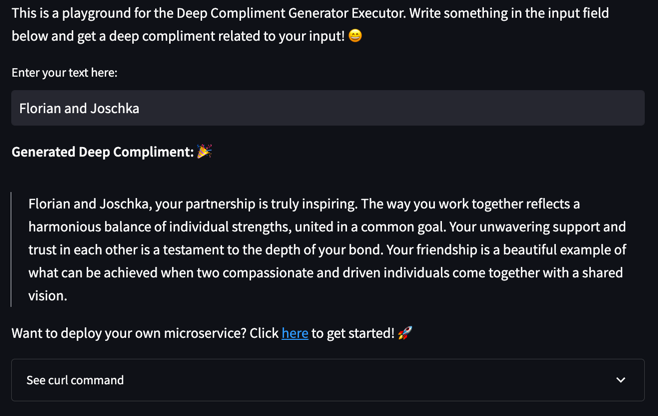 This is a playground for the Deep Compliment Generator Executor. Write something in the input field
below and get a deep compliment related to your input! 😄
Enter your text here:
Florian and Joschka
Generated Deep Compliment: 🎉
Florian and Joschka, your partnership is truly inspiring. The way you work together reflects a
harmonious balance of individual strengths, united in a common goal. Your unwavering support and
trust in each other is a testament to the depth of your bond. Your friendship is a beautiful example of
what can be achieved when two compassionate and driven individuals come together with a shared
vision.
Want to deploy your own microservice? Click here to get started! 🚀
See curl command